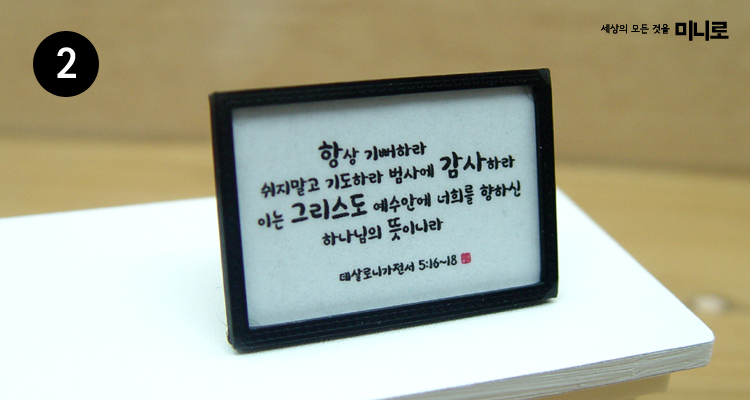 세상의 모든 것을 미니로
2
항상 기뻐하라
쉬지말고 기도하라 범사에 감사하라
이는 그리스도 예수안에 너희를 향하신
하나님의 뜻이니라
데살로니가전서 5:16~18